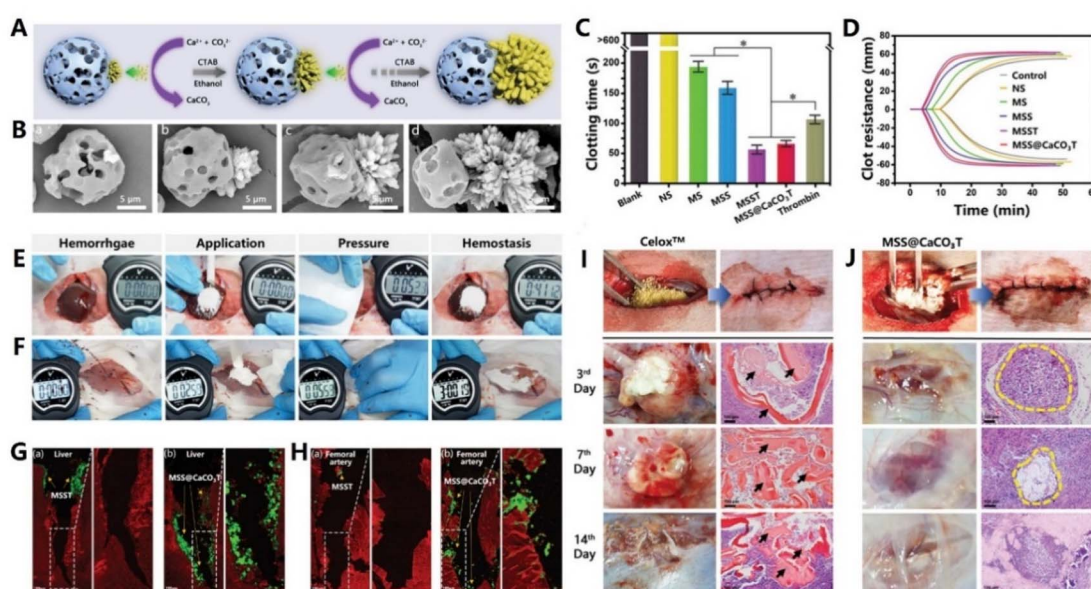 A
Ca²⁺ + CO₃²⁻
CTAB
Ethanol
CaCO₃
Ca²⁺ + CO₃²⁻
CTAB
Ethanol
CaCO₃
B
a
5 µm
b
5 µm
c
5 µm
d
C
Clotting time (s)
>600
200
150
100
50
0
*
*
Blank
NS
MS
MSS
MSST
MSS@CaCO₃T
Thrombin
D
Clot resistance (mm)
80
60
40
20
0
20
40
60
80
0
10
20
30
40
50
Time (min)
Control
NS
MS
MSS
MSST
MSS@CaCO₃T
E
Hemorrhgae
Application
Pressure
Hemostasis
F
G
(a)
Liver
MSST
(b)
Liver
MSS@CaCO₃T
H
(a)
Femoral artery
MSST
(b)
Femoral artery
MSS@CaCO₃T
I
Celox™
J
MSS@CaCO₃T
3rd
Day
7th
Day
14th
Day